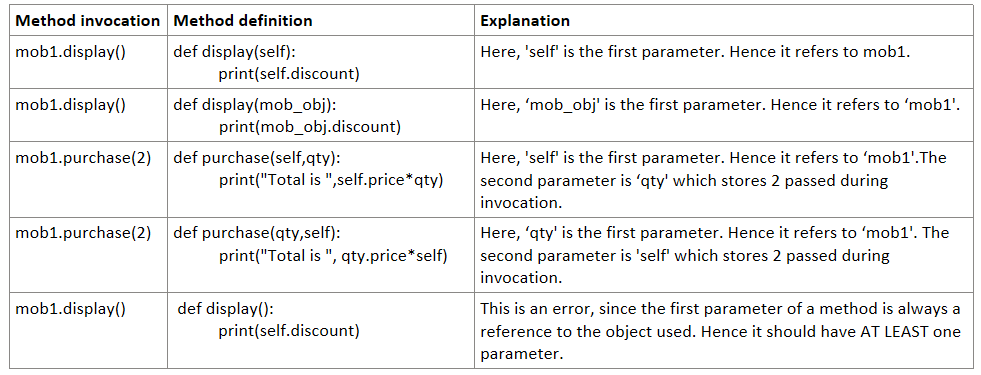 Method invocation Method definition Explanation
mob1.display() def display(self): Here, 'self' is the first parameter. Hence it refers to mob1.
print(self.discount)
mob1.display() def display(mob_obj): Here, ‘mob_obj' is the first parameter. Hence it refers to ‘mob1'.
print(mob_obj.discount)
mob1.purchase(2) def purchase(self,qty): Here, 'self' is the first parameter. Hence it refers to ‘mob1'.The
print("Total is ",self.price*qty) second parameter is ‘qty' which stores 2 passed during
invocation.
mob1.purchase(2) def purchase(qty,self): Here, ‘qty' is the first parameter. Hence it refers to ‘mob1'. The
print("Total is ", qty.price*self) second parameter is 'self' which stores 2 passed during
invocation.
mob1.display() def display(): This is an error, since the first parameter of a method is always a
print(self.discount) reference to the object used. Hence it should have AT LEAST one
parameter.